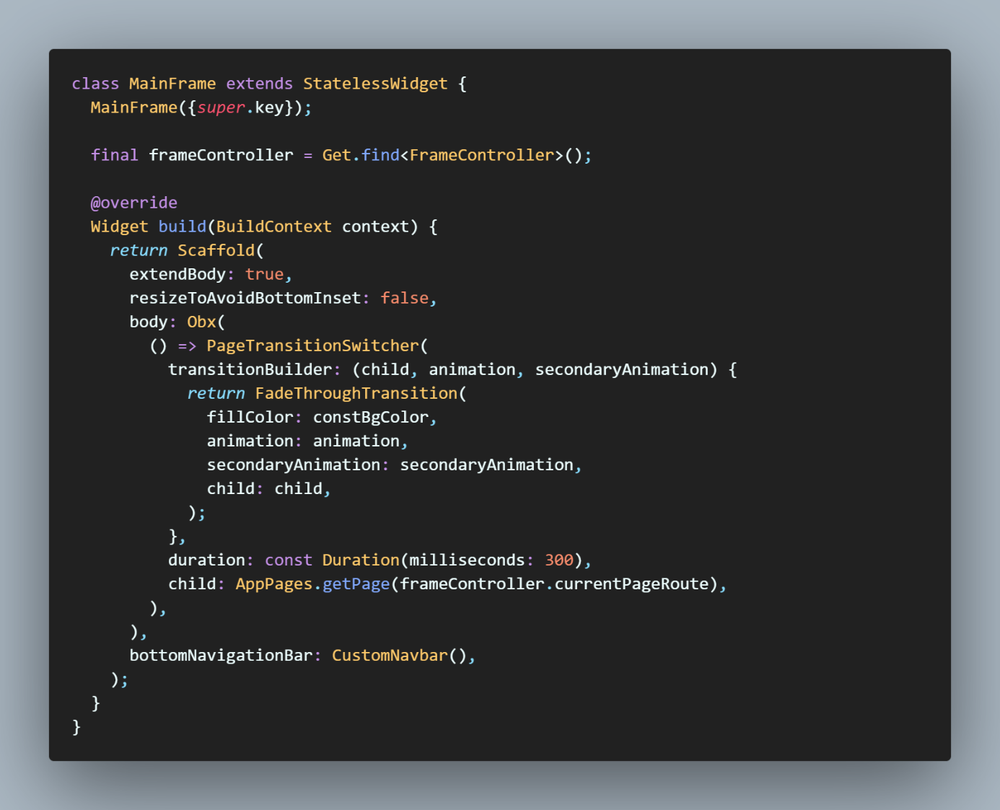 class MainFrame extends StatelessWidget {
  MainFrame({super.key});

  final frameController = Get.find<FrameController>();

  @override
  Widget build(BuildContext context) {
    return Scaffold(
      extendBody: true,
      resizeToAvoidBottomInset: false,
      body: Obx(
        () => PageTransitionSwitcher(
          transitionBuilder: (child, animation, secondaryAnimation) {
            return FadeThroughTransition(
              fillColor: constBgColor,
              animation: animation,
              secondaryAnimation: secondaryAnimation,
              child: child,
            );
          },
          duration: const Duration(milliseconds: 300),
          child: AppPages.getPage(frameController.currentPageRoute),
        ),
      ),
      bottomNavigationBar: CustomNavbar(),
    );
  }
}